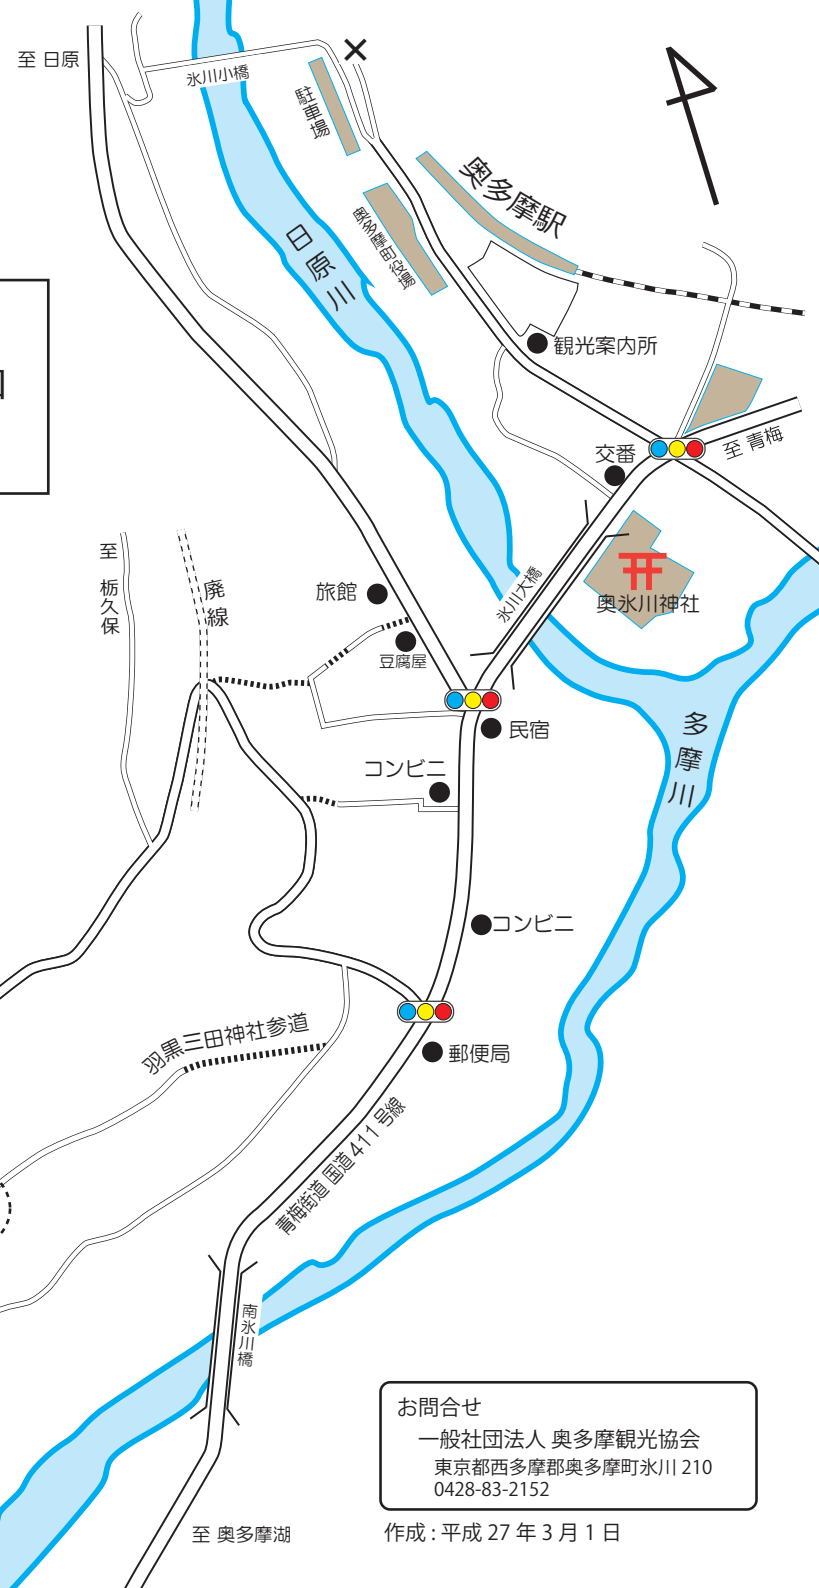 至 日原
氷川小橋
駐車場
奥多摩駅
奥多摩町役場
日原川
観光案内所
至 青梅
交番
氷川大橋
奥氷川神社
至 栃久保
廃線
旅館
豆腐屋
民宿
多摩川
コンビニ
コンビニ
羽黒三田神社参道
郵便局
青梅街道 国道 411 号線
南氷川橋
お問合せ
一般社団法人 奥多摩観光協会
東京都西多摩郡奥多摩町氷川 210
0428-83-2152
至 奥多摩湖
作成 : 平成 27 年 3 月 1 日